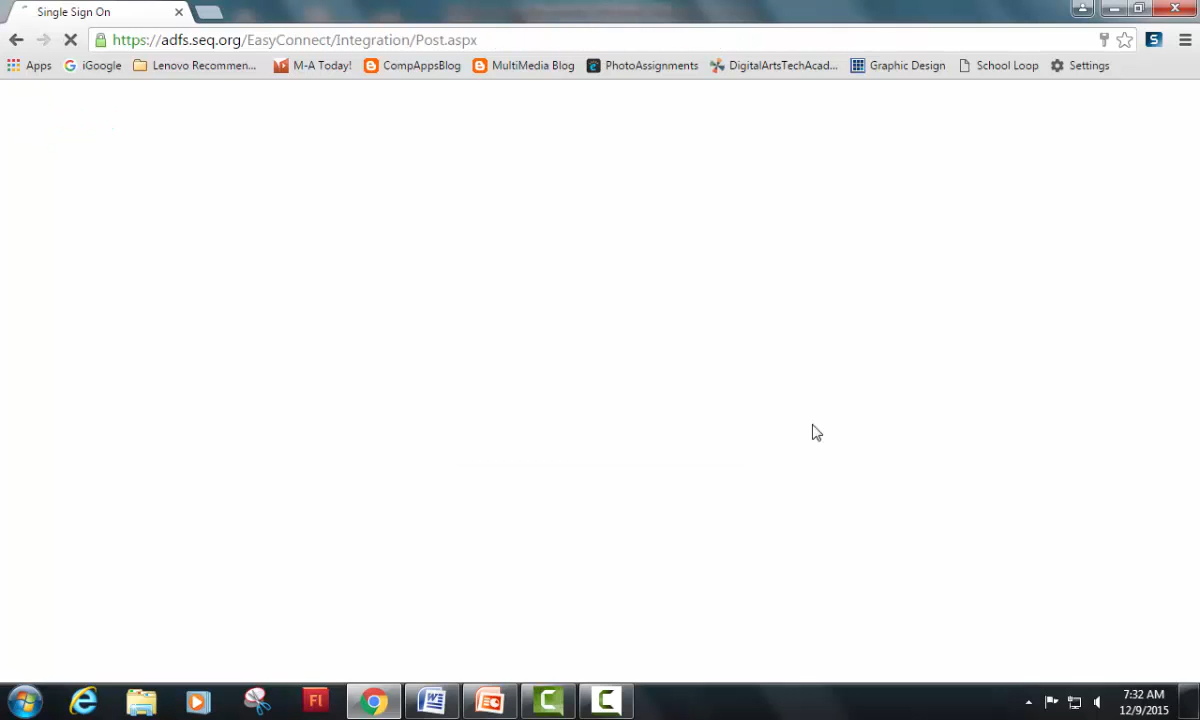 Single Sign On
https://adfs.seq.org/EasyConnect/Integration/Post.aspx
Apps iGoogle Lenovo Recommen... M-A Today! CompAppsBlog MultiMedia Blog PhotoAssignments DigitalArtsTechAcad... Graphic Design School Loop Settings
7:32 AM
12/9/2015